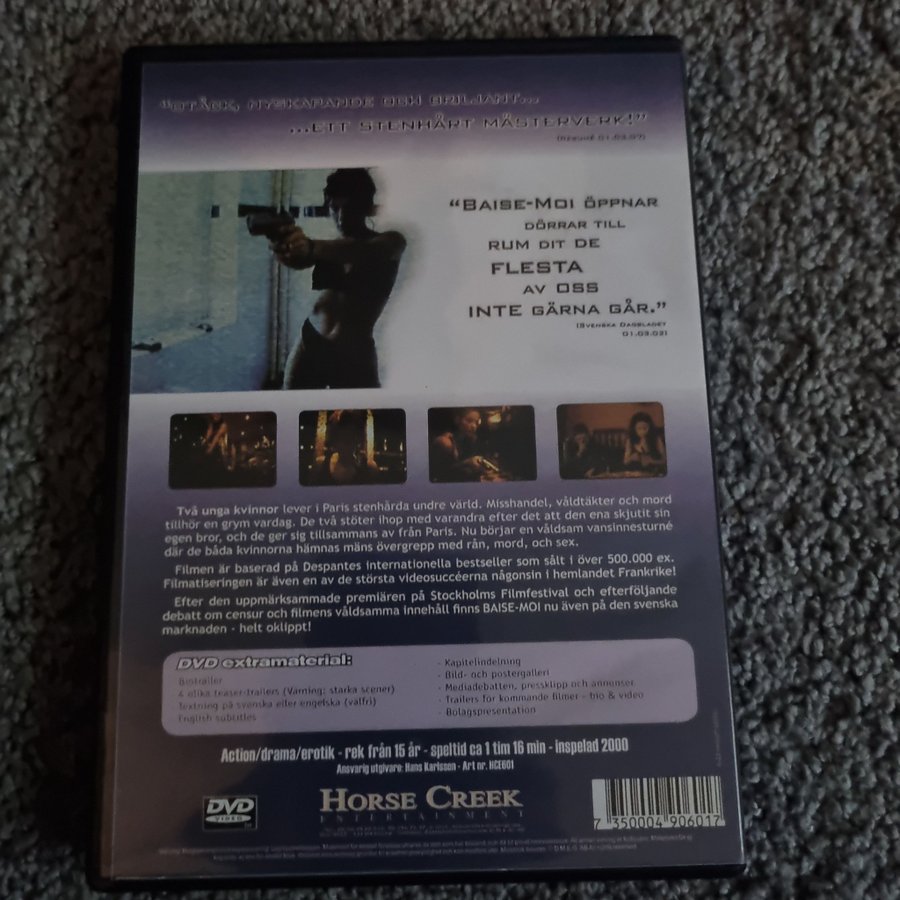 "STARK, NYSKAPANDE OCH BRILJANT...
...ETT STENHÅRT MÄSTERVERK!"
"BAISE-MOI ÖPPNAR
DÖRRAR TILL
RUM DIT DE
FLESTA
AV OSS
INTE GÄRNA GÅR."
(SVENSKA DAGBLADET
01.03.02)
Två unga kvinnor lever i Paris stenhårda undre värld. Misshandel, våldtäkter och mord
tillhör en grym vardag. De två stöter ihop med varandra efter det att den ena skjutit sin
egen bror, och de ger sig tillsammans av från Paris. Nu börjar en våldsam vansinnesturné
där de båda kvinnorna hämnas mäns övergrepp med rån, mord, och sex.
Filmen är baserad på Despantes internationella bestseller som sålt i över 500.000 ex.
Filmatiseringen är även en av de största videosuccéerna någonsin i hemlandet Frankrike!
Efter den uppmärksammade premiären på Stockholms Filmfestival och efterföljande
debatt om censur och filmens våldsamma innehåll finns BAISE-MOI nu även på den svenska
marknaden - helt oklippt!
DVD extramaterial:
Biotrailer
4 olika teaser-trailers (Varning: starka scener)
Textning på svenska eller engelska (valfri)
English subtitles
- Kapitelindelning
- Bild- och postergalleri
- Mediadebatten, pressklipp och annonser
- Trailers för kommande filmer - bio & video
- Bolagspresentation
Action/drama/erotik - rek från 15 år - speltid ca 1 tim 16 min - inspelad 2000
Ansvarig utgivare: Hans Karlsson - Art nr. HCE601
DVD
VIDEO
HORSE CREEK
ENTERTAINMENT
7 350004 906017